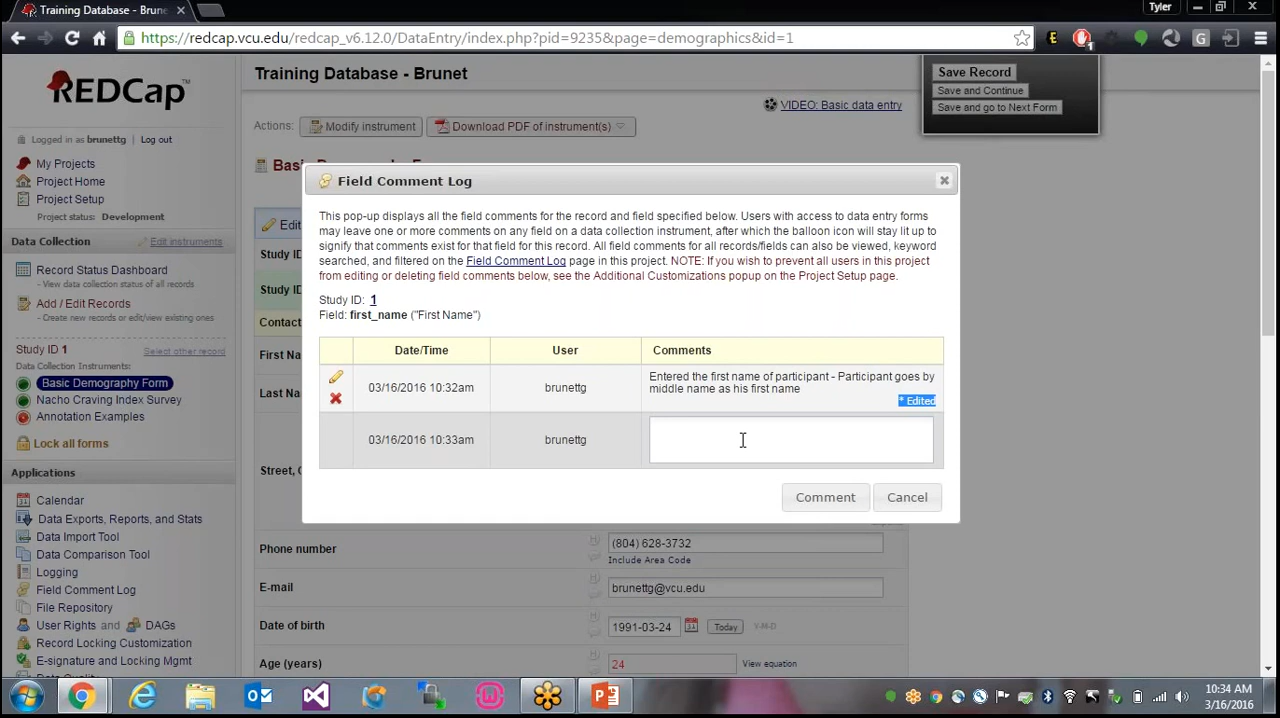 Training Database - Brune
Tyler
https://redcap.vcu.edu/redcap_v6.12.0/DataEntry/index.php?pid=9235&page=demographics&id=1
REDCap™
Logged in as brunettg | Log out
My Projects
Project Home
Project Setup
Project status: Development
Data Collection
Edit instruments
Record Status Dashboard
- View data collection status of all records
Add / Edit Records
- Create new records or edit/view existing ones
Study ID 1
Select other record
Data Collection Instruments:
Basic Demography Form
Nacho Craving Index Survey
Annotation Examples
Lock all forms
Applications
Calendar
Data Exports, Reports, and Stats
Data Import Tool
Data Comparison Tool
Logging
Field Comment Log
File Repository
User Rights and DAGs
Record Locking Customization
E-signature and Locking Mgmt
Training Database - Brunet
VIDEO: Basic data entry
Actions:
Modify instrument
Download PDF of instrument(s)
Save Record
Save and Continue
Save and go to Next Form
Field Comment Log
This pop-up displays all the field comments for the record and field specified below. Users with access to data entry forms
may leave one or more comments on any field on a data collection instrument, after which the balloon icon will stay lit up to
signify that comments exist for that field for this record. All field comments for all records/fields can also be viewed, keyword
searched, and filtered on the Field Comment Log page in this project. NOTE: If you wish to prevent all users in this project
from editing or deleting field comments below, see the Additional Customizations popup on the Project Setup page.
Study ID: 1
Field: first_name ("First Name")
Date/Time User Comments
03/16/2016 10:32am brunettg Entered the first name of participant - Participant goes by
middle name as his first name
* Edited
03/16/2016 10:33am brunettg
Comment Cancel
Edit
Study ID
Study ID
Contac
First Na
Last Na
Street, C
Phone number
(804) 628-3732
Include Area Code
E-mail
brunettg@vcu.edu
Date of birth
1991-03-24
Today
Y-M-D
Age (years)
24
View equation
10:34 AM
3/16/2016